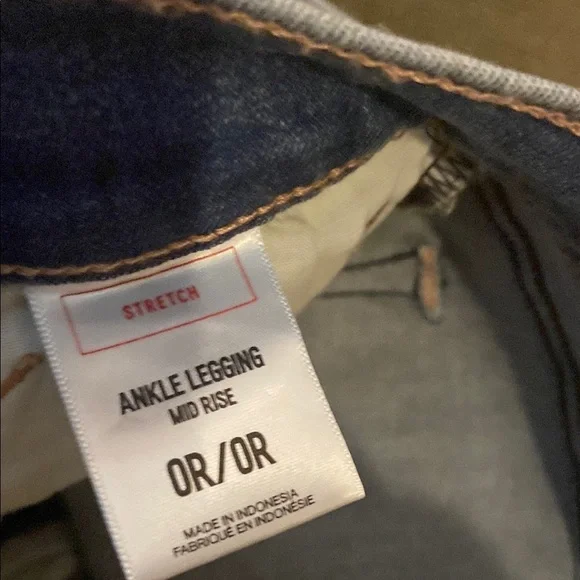 STRETCH
ANKLE LEGGING
MID RISE
0R/0R
MADE IN INDONESIA
FABRIQUÉ EN INDONÉSIE